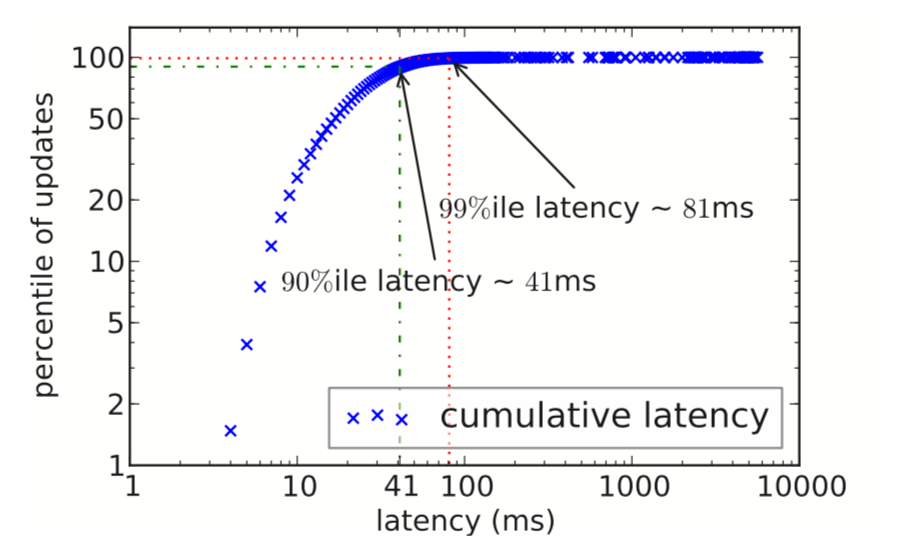 percentile of updates
100
50
20
10
5
2
1
99%ile latency ~ 81ms
90%ile latency ~ 41ms
cumulative latency
1 10 41 100 1000 10000
latency (ms)